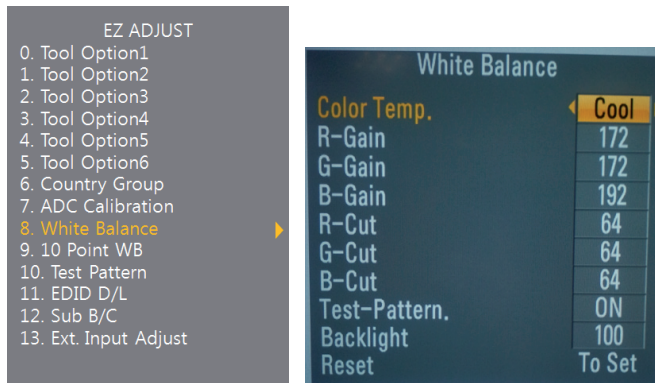 EZ ADJUST
0. Tool Option1
1. Tool Option2
2. Tool Option3
3. Tool Option4
4. Tool Option5
5. Tool Option6
6. Country Group
7. ADC Calibration
8. White Balance
9. 10 Point WB
10. Test Pattern
11. EDID D/L
12. Sub B/C
13. Ext. Input Adjust
White Balance
Color Temp. Cool
R-Gain 172
G-Gain 172
B-Gain 192
R-Cut 64
G-Cut 64
B-Cut 64
Test-Pattern. ON
Backlight 100
Reset To Set